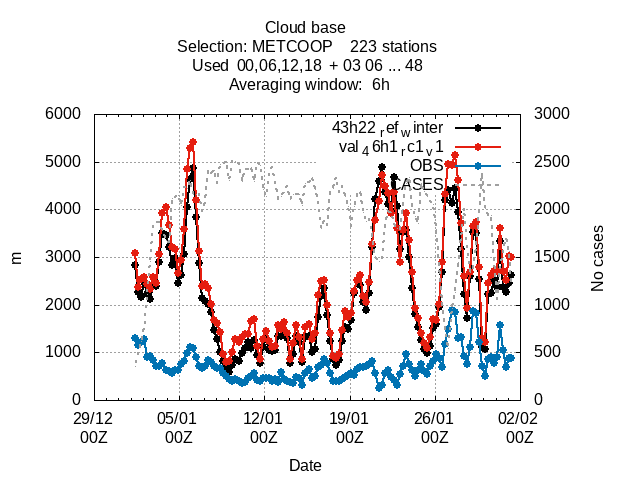 Cloud base
Selection: METCOOP 223 stations
Used 00,06,12,18 + 03 06 ... 48
Averaging window: 6h
6000 3000
43h22_ref_winter
val_46h1_rc1_v1
5000 OBS 2500
CASES
4000 2000
m 3000 1500 No cases
2000 1000
1000 500
0 0
29/12 05/01 12/01 19/01 26/01 02/02
00Z 00Z 00Z 00Z 00Z 00Z
Date